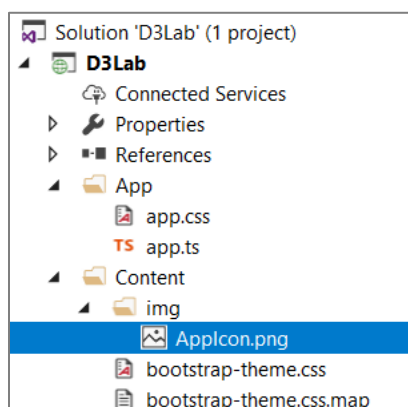 Solution 'D3Lab' (1 project)
D3Lab
Connected Services
Properties
References
App
app.css
TS app.ts
Content
img
AppIcon.png
bootstrap-theme.css
bootstrap-theme.css.map